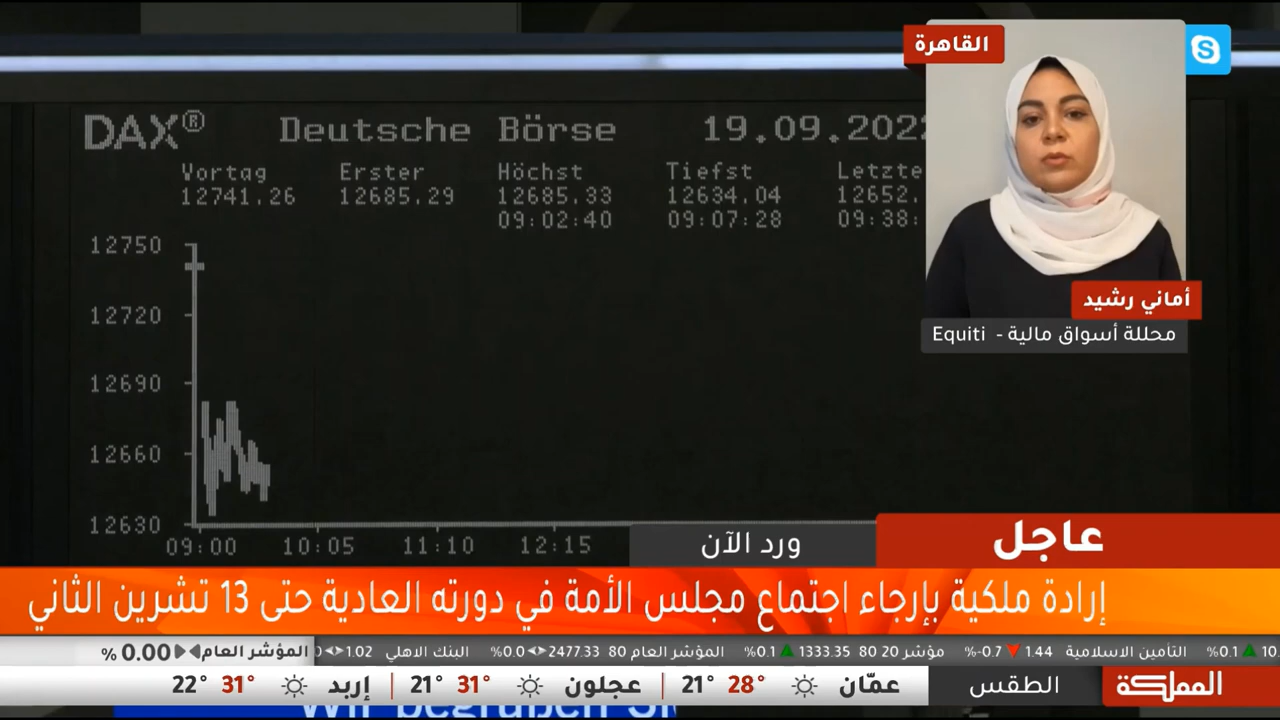 القاهرة
DAX® Deutsche Börse 19.09.2022
Vortag Erster Höchst Tiefst Letzte
12741.26 12685.29 12685.33 12634.04 12652.
09:02:40 09:07:28 09:38:
12750
12720
12690
12660
12630
09:00 10:05 11:10 12:15
أماني رشيد
محللة أسواق مالية - Equiti
عاجل
ورد الآن
إرادة ملكية بإرجاء اجتماع مجلس الأمة في دورته العادية حتى 13 تشرين الثاني
%0.1 التأمين الاسلامية 1.44 %-0.7 مؤشر 20 80 1333.35 %0.1 المؤشر العام 80 2477.33 %0.0 البنك الاهلي 1.02
المؤشر العام 0.00 %
المملكة
الطقس
عمّان 28° 21° | عجلون 31° 21° | إربد 31° 22°
Wir begrüßen Si